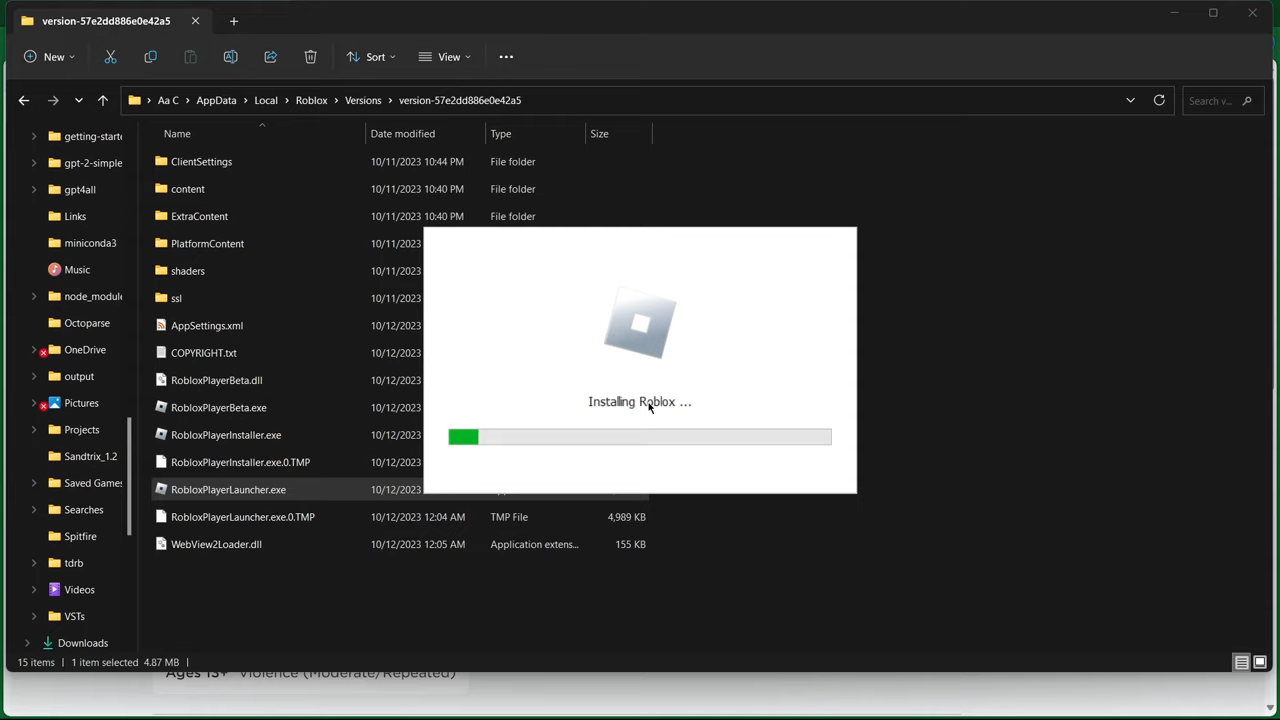 version-57e2dd886e0e42a5
New
Sort
View
Aa C > AppData > Local > Roblox > Versions > version-57e2dd886e0e42a5
Search v...
Name Date modified Type Size
getting-starte
gpt-2-simple
gpt4all
Links
miniconda3
Music
node_module
Octoparse
OneDrive
output
Pictures
Projects
Sandtrix_1.2
Saved Games
Searches
Spitfire
tdrb
Videos
VSTs
Downloads
ClientSettings 10/11/2023 10:44 PM File folder
content 10/11/2023 10:40 PM File folder
ExtraContent 10/11/2023 10:40 PM File folder
PlatformContent 10/11/2023
shaders 10/11/2023
ssl 10/11/2023
AppSettings.xml 10/12/2023
COPYRIGHT.txt 10/12/2023
RobloxPlayerBeta.dll 10/12/2023
RobloxPlayerBeta.exe 10/12/2023
RobloxPlayerInstaller.exe 10/12/2023
RobloxPlayerInstaller.exe.0.TMP 10/12/2023
RobloxPlayerLauncher.exe 10/12/2023
RobloxPlayerLauncher.exe.0.TMP 10/12/2023 12:04 AM TMP File 4,989 KB
WebView2Loader.dll 10/12/2023 12:05 AM Application extens... 155 KB
Installing Roblox ...
15 items 1 item selected 4.87 MB
Ages 13+ Violence (Moderate/Repeated)